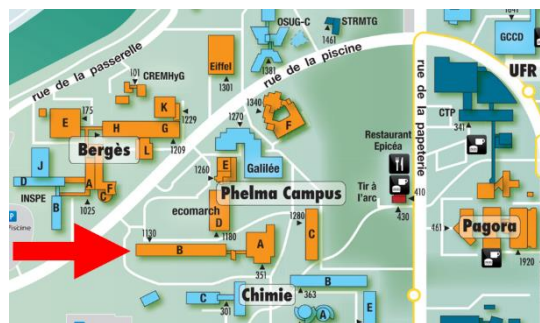 OSUG-C
STRMTG
1461
1381
GCCD
UFR
rue de la passerelle
rue de la piscine
rue de la papeterie
101
CREMHyG
Eiffel
1301
175
K
1229
E
H
G
1209
L
Bergès
J
D
A
F
C
INSPE
B
1025
1270
1340
F
Galilée
1260
E
Phelma Campus
ecomarch
D
1180
1280
C
A
351
1130
B
Restaurant
Epicéa
Tir à
l'arc
410
430
CTP
341
461
Pagora
1920
P
Piscine
B
363
C
301
Chimie
A
E